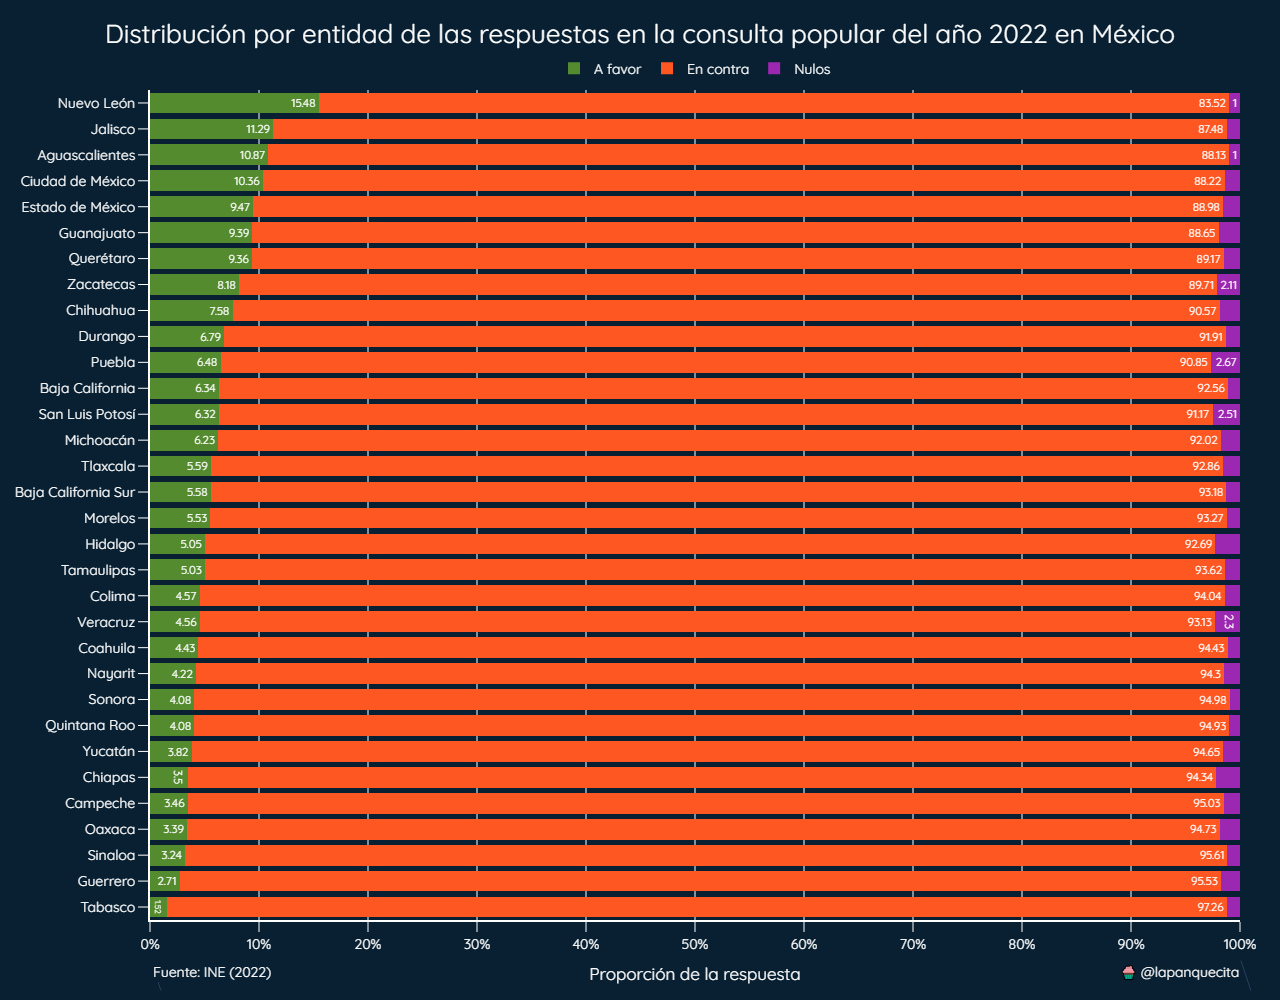 Distribución por entidad de las respuestas en la consulta popular del año 2022 en México
A favor En contra Nulos
Nuevo León 15.48 83.52 1
Jalisco 11.29 87.48
Aguascalientes 10.87 88.13 1
Ciudad de México 10.36 88.22
Estado de México 9.47 88.98
Guanajuato 9.39 88.65
Querétaro 9.36 89.17
Zacatecas 8.18 89.71 2.11
Chihuahua 7.58 90.57
Durango 6.79 91.91
Puebla 6.48 90.85 2.67
Baja California 6.34 92.56
San Luis Potosí 6.32 91.17 2.51
Michoacán 6.23 92.02
Tlaxcala 5.59 92.86
Baja California Sur 5.58 93.18
Morelos 5.53 93.27
Hidalgo 5.05 92.69
Tamaulipas 5.03 93.62
Colima 4.57 94.04
Veracruz 4.56 93.13 2.3
Coahuila 4.43 94.43
Nayarit 4.22 94.3
Sonora 4.08 94.98
Quintana Roo 4.08 94.93
Yucatán 3.82 94.65
Chiapas 3.5 94.34
Campeche 3.46 95.03
Oaxaca 3.39 94.73
Sinaloa 3.24 95.61
Guerrero 2.71 95.53
Tabasco 1.52 97.26
0% 10% 20% 30% 40% 50% 60% 70% 80% 90% 100%
Fuente: INE (2022) Proporción de la respuesta @lapanquecita